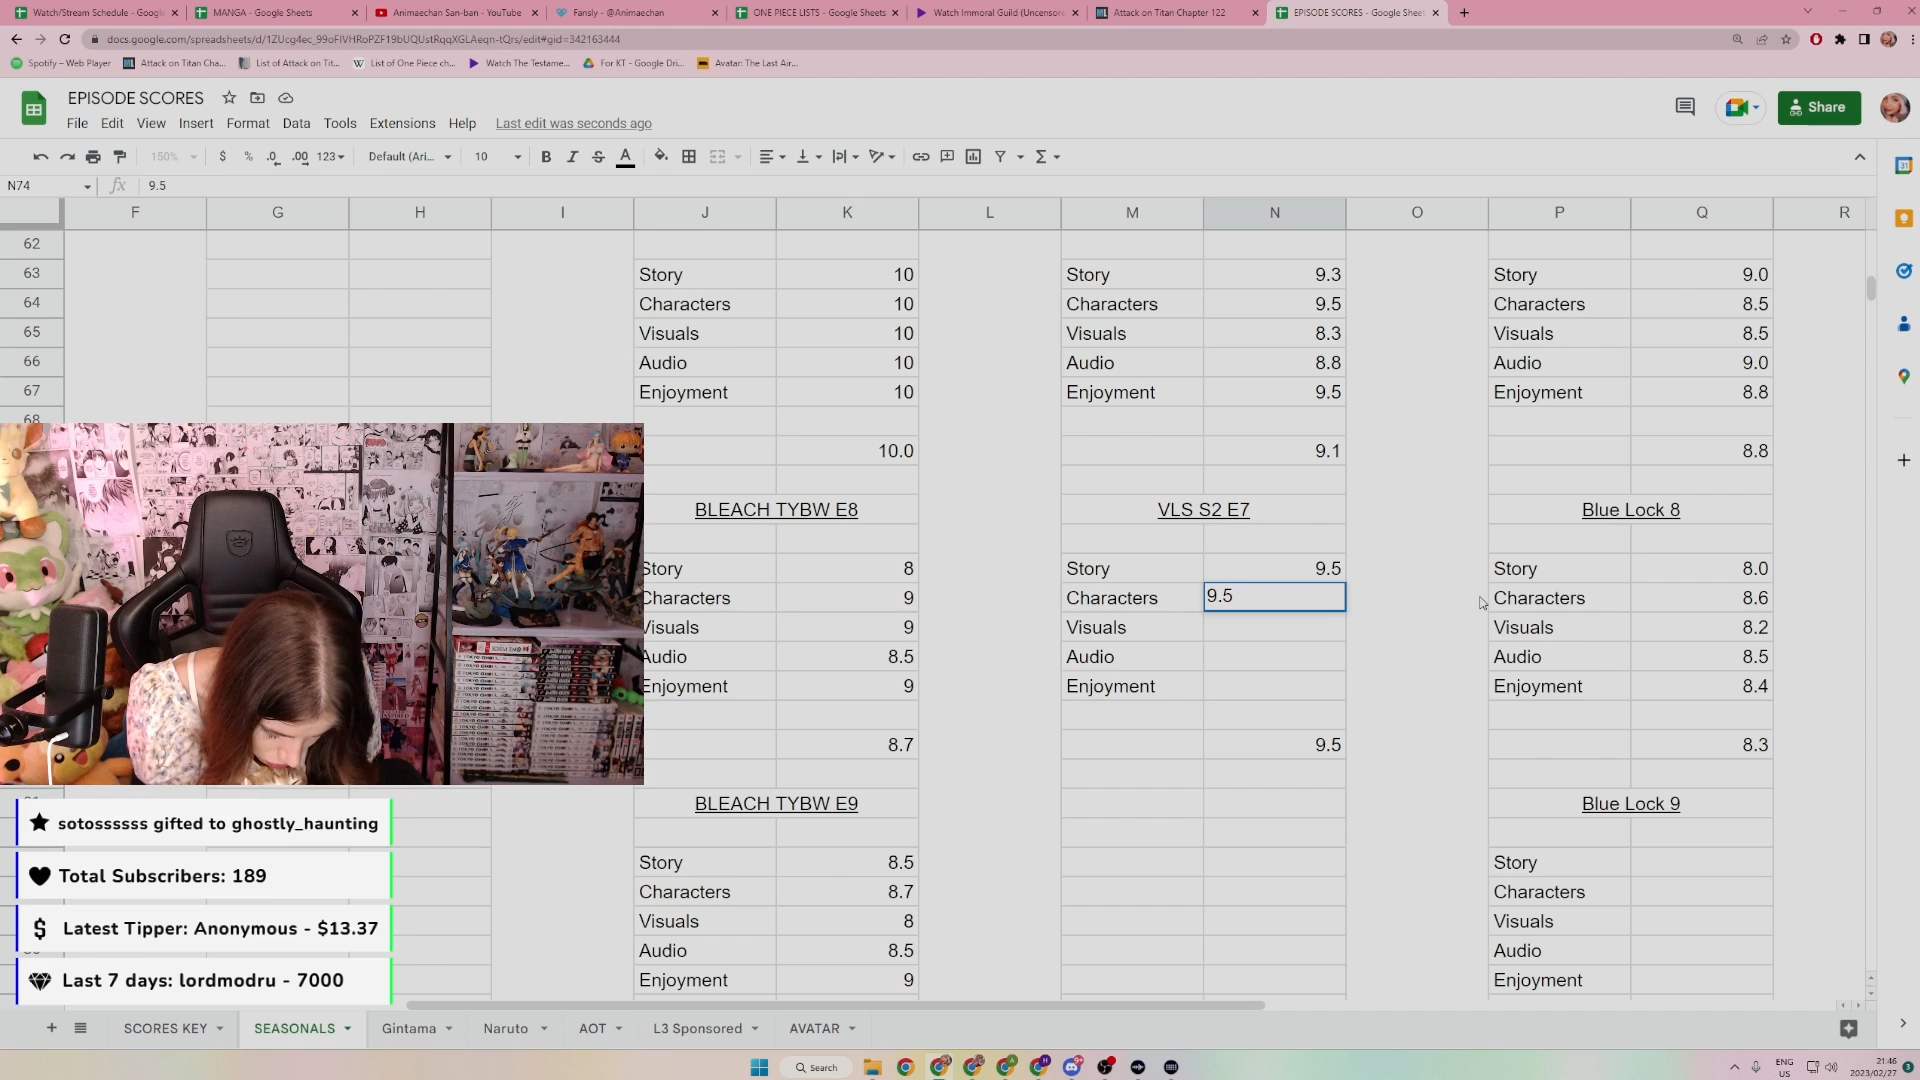 Watch/Stream Schedule - Google
MANGA - Google Sheets
Animaechan San-ban - YouTube
Fansly - @Animaechan
ONE PIECE LISTS - Google Sheets
Watch Immoral Guild (Uncensore
Attack on Titan Chapter 122
EPISODE SCORES - Google Sheet
docs.google.com/spreadsheets/d/1ZUcg4ec_99oFIVHRoPZF19bUQUstRqqXGLAeqn-tQrs/edit#gid=342163444
Spotify – Web Player
Attack on Titan Cha...
List of Attack on Tit...
List of One Piece ch...
Watch The Testame...
For KT - Google Dri...
Avatar: The Last Air...
EPISODE SCORES
File Edit View Insert Format Data Tools Extensions Help Last edit was seconds ago
Share
150% $ % .0 .00 123 Default (Ari... 10 B I S A
N74 fx 9.5
F G H I J K L M N O P Q R
62
63 Story 10 Story 9.3 Story 9.0
64 Characters 10 Characters 9.5 Characters 8.5
65 Visuals 10 Visuals 8.3 Visuals 8.5
66 Audio 10 Audio 8.8 Audio 9.0
67 Enjoyment 10 Enjoyment 9.5 Enjoyment 8.8
68
10.0 9.1 8.8
BLEACH TYBW E8 VLS S2 E7 Blue Lock 8
Story 8 Story 9.5 Story 8.0
Characters 9 Characters 9.5 Characters 8.6
Visuals 9 Visuals Visuals 8.2
Audio 8.5 Audio Audio 8.5
Enjoyment 9 Enjoyment Enjoyment 8.4
8.7 9.5 8.3
BLEACH TYBW E9 Blue Lock 9
Story 8.5 Story
Characters 8.7 Characters
Visuals 8 Visuals
Audio 8.5 Audio
Enjoyment 9 Enjoyment
sotossssss gifted to ghostly_haunting
Total Subscribers: 189
Latest Tipper: Anonymous - $13.37
Last 7 days: lordmodru - 7000
SCORES KEY SEASONALS Gintama Naruto AOT L3 Sponsored AVATAR
Search
ENG
US
21:46
2023/02/27